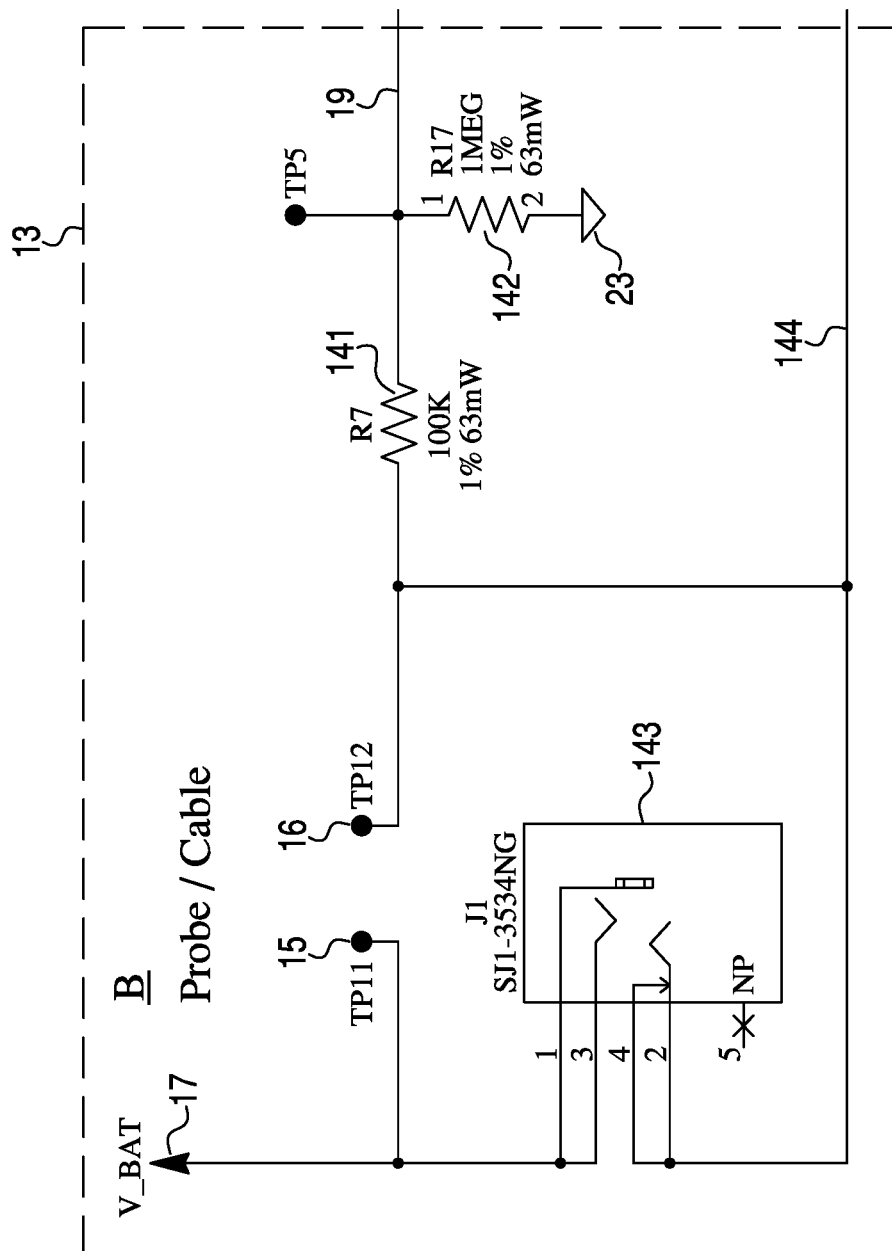 13
V_BAT
17
B
Probe / Cable
15
TP11
16
TP12
J1
SJ1-3534NG
143
1
3
4
2
5
NP
R7
141
100K
1% 63mW
TP5
19
1
R17
1MEG
1%
63mW
2
142
23
144